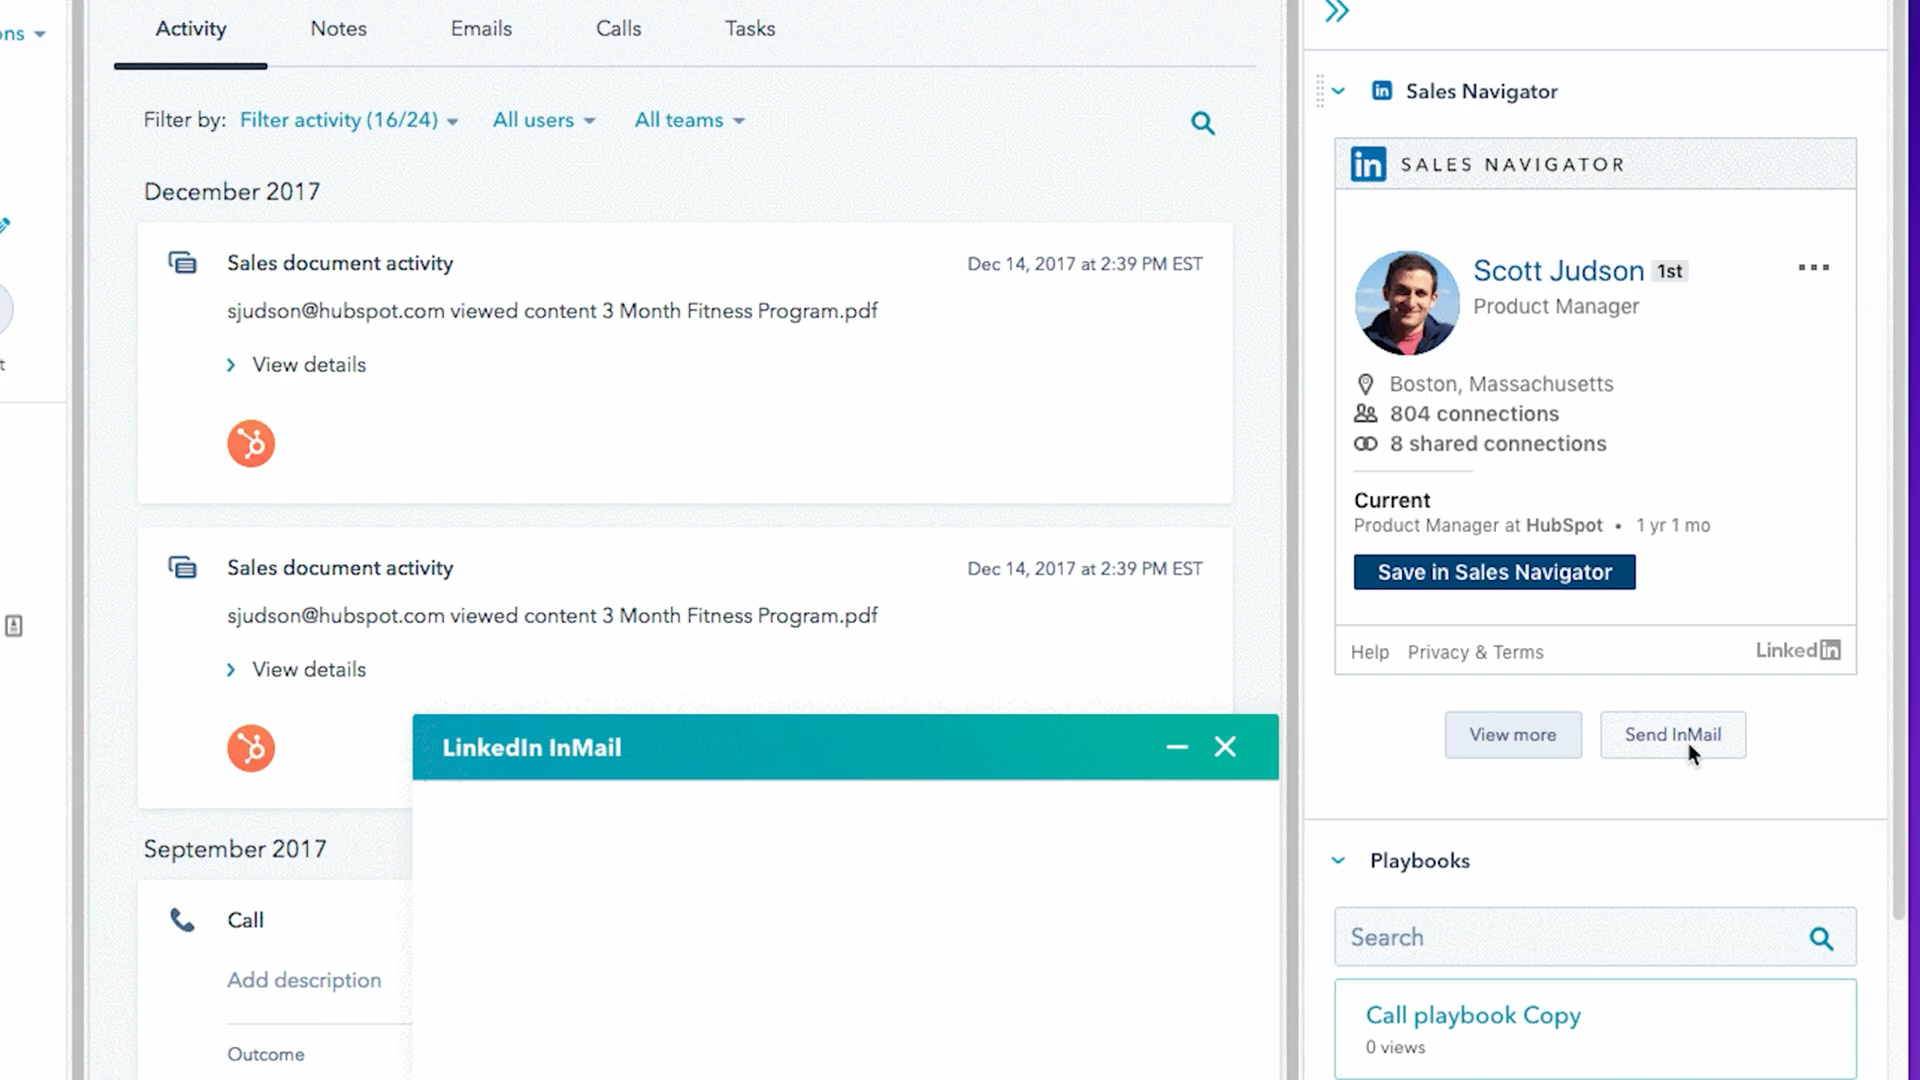 ons
Activity
Notes
Emails
Calls
Tasks
Filter by: Filter activity (16/24)
All users
All teams
December 2017
Sales document activity
Dec 14, 2017 at 2:39 PM EST
sjudson@hubspot.com viewed content 3 Month Fitness Program.pdf
View details
Sales document activity
Dec 14, 2017 at 2:39 PM EST
sjudson@hubspot.com viewed content 3 Month Fitness Program.pdf
View details
LinkedIn InMail
September 2017
Call
Add description
Outcome
t
in Sales Navigator
in SALES NAVIGATOR
Scott Judson 1st
Product Manager
Boston, Massachusetts
804 connections
8 shared connections
Current
Product Manager at HubSpot • 1 yr 1 mo
Save in Sales Navigator
Help
Privacy & Terms
Linkedin
View more
Send InMail
Playbooks
Search
Call playbook Copy
0 views